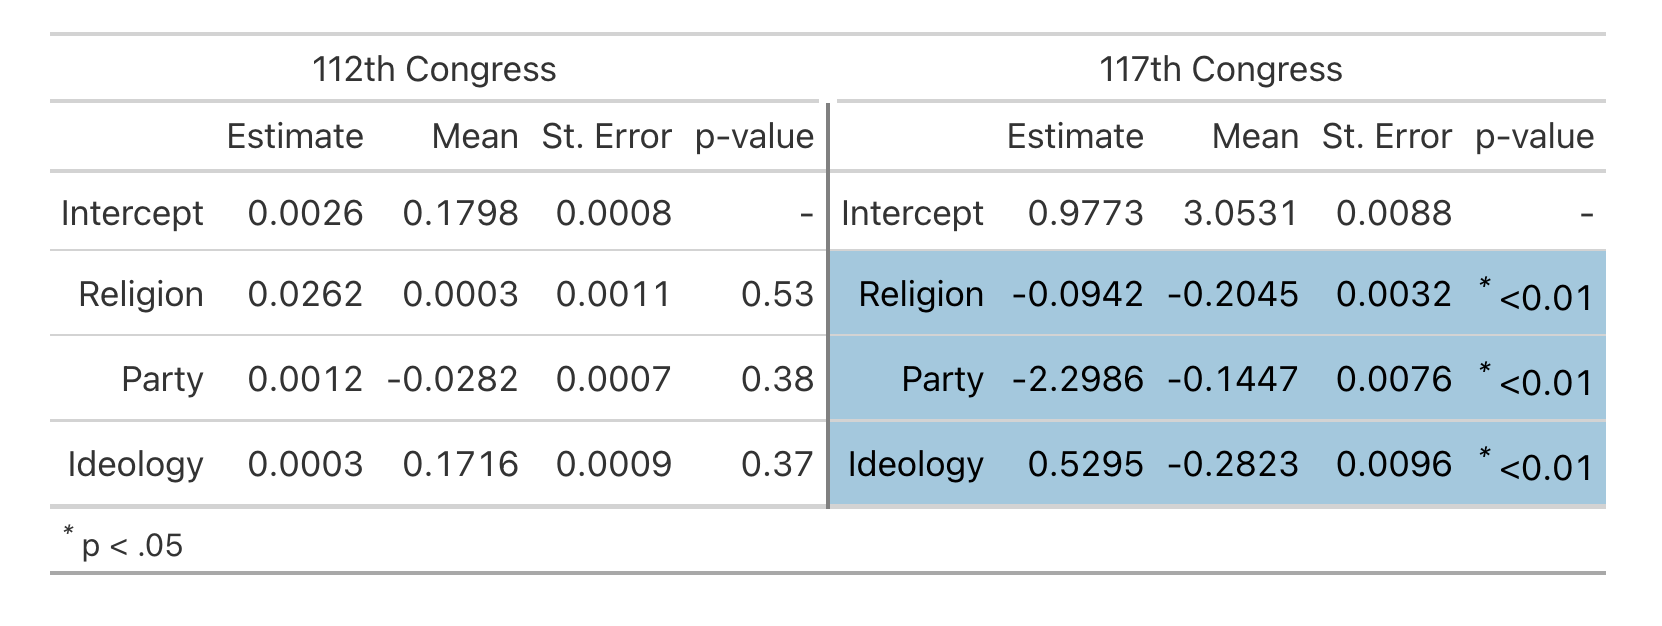 112th Congress 117th Congress
Estimate Mean St. Error p-value Estimate Mean St. Error p-value
Intercept 0.0026 0.1798 0.0008 - Intercept 0.9773 3.0531 0.0088 -
Religion 0.0262 0.0003 0.0011 0.53 Religion -0.0942 -0.2045 0.0032 * <0.01
Party 0.0012 -0.0282 0.0007 0.38 Party -2.2986 -0.1447 0.0076 * <0.01
Ideology 0.0003 0.1716 0.0009 0.37 Ideology 0.5295 -0.2823 0.0096 * <0.01
* p < .05